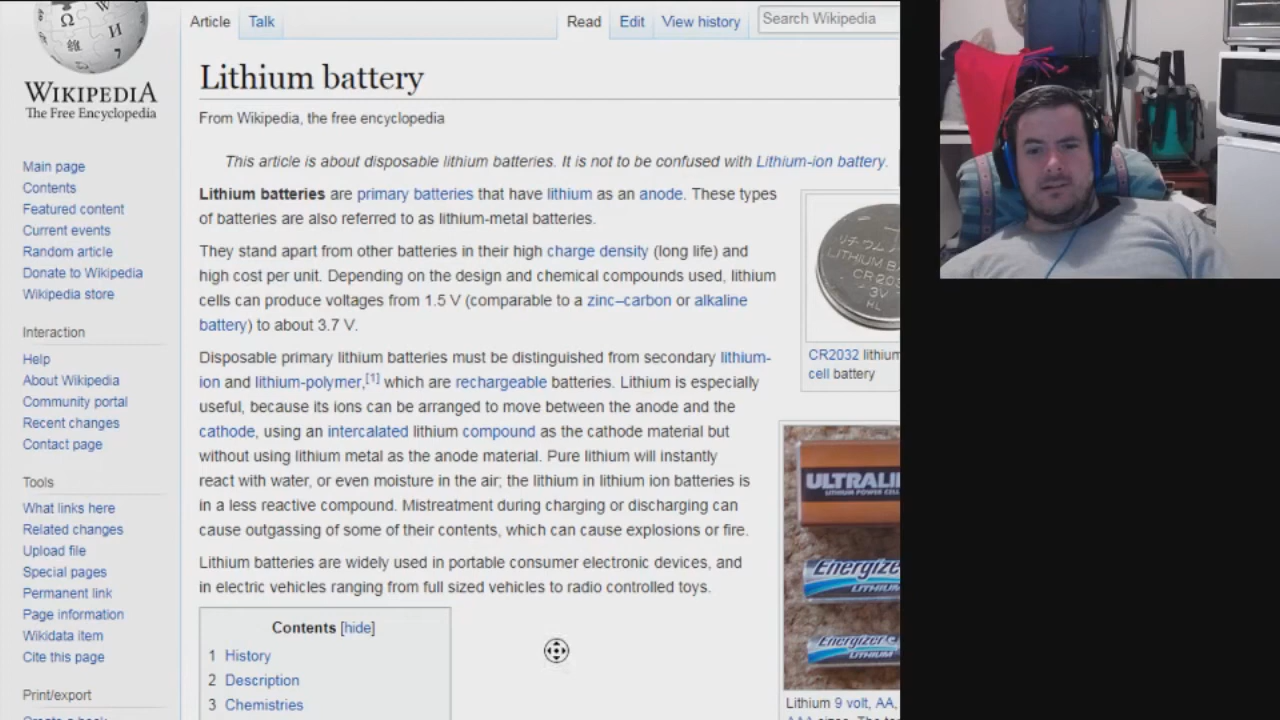 Article
Talk
Read
Edit
View history
Search Wikipedia
WIKIPEDIA
The Free Encyclopedia
Main page
Contents
Featured content
Current events
Random article
Donate to Wikipedia
Wikipedia store
Interaction
Help
About Wikipedia
Community portal
Recent changes
Contact page
Tools
What links here
Related changes
Upload file
Special pages
Permanent link
Page information
Wikidata item
Cite this page
Print/export
Lithium battery
From Wikipedia, the free encyclopedia
This article is about disposable lithium batteries. It is not to be confused with Lithium-ion battery.
Lithium batteries are primary batteries that have lithium as an anode. These types
of batteries are also referred to as lithium-metal batteries.
They stand apart from other batteries in their high charge density (long life) and
high cost per unit. Depending on the design and chemical compounds used, lithium
cells can produce voltages from 1.5 V (comparable to a zinc–carbon or alkaline
battery) to about 3.7 V.
Disposable primary lithium batteries must be distinguished from secondary lithium-
ion and lithium-polymer,[1] which are rechargeable batteries. Lithium is especially
useful, because its ions can be arranged to move between the anode and the
cathode, using an intercalated lithium compound as the cathode material but
without using lithium metal as the anode material. Pure lithium will instantly
react with water, or even moisture in the air; the lithium in lithium ion batteries is
in a less reactive compound. Mistreatment during charging or discharging can
cause outgassing of some of their contents, which can cause explosions or fire.
Lithium batteries are widely used in portable consumer electronic devices, and
in electric vehicles ranging from full sized vehicles to radio controlled toys.
Contents [hide]
1 History
2 Description
3 Chemistries
LITHIUM BA
CR203
3V
CR2032 lithium
cell battery
ULTRALI
LITHIUM POWER CEL
Energizer
LITHIUM
Energizer
LITHIUM
Lithium 9 volt, AA,